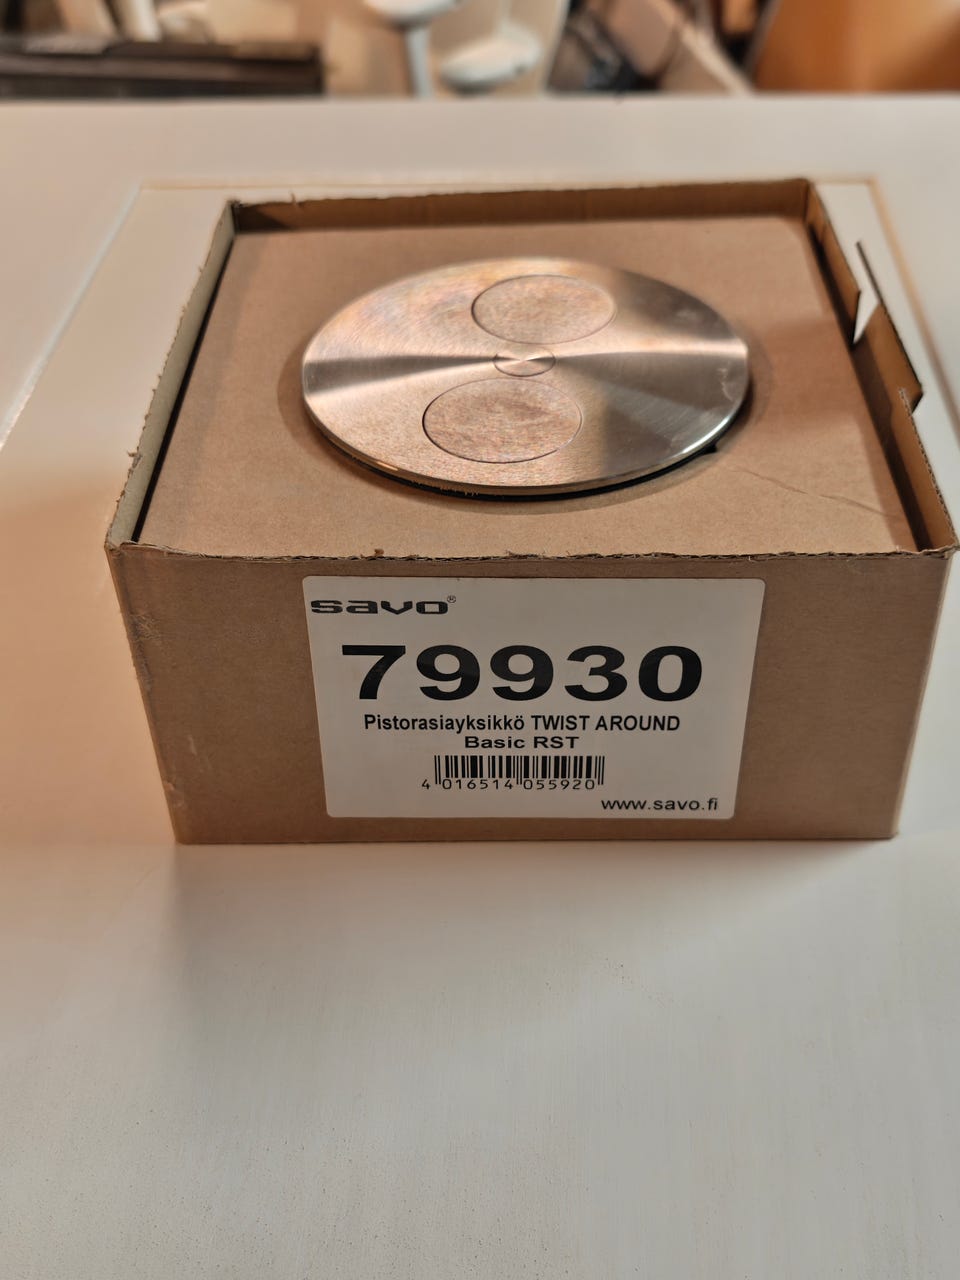 savo®
79930
Pistorasiayksikkö TWIST AROUND
Basic RST
4 016514 055920
www.savo.fi